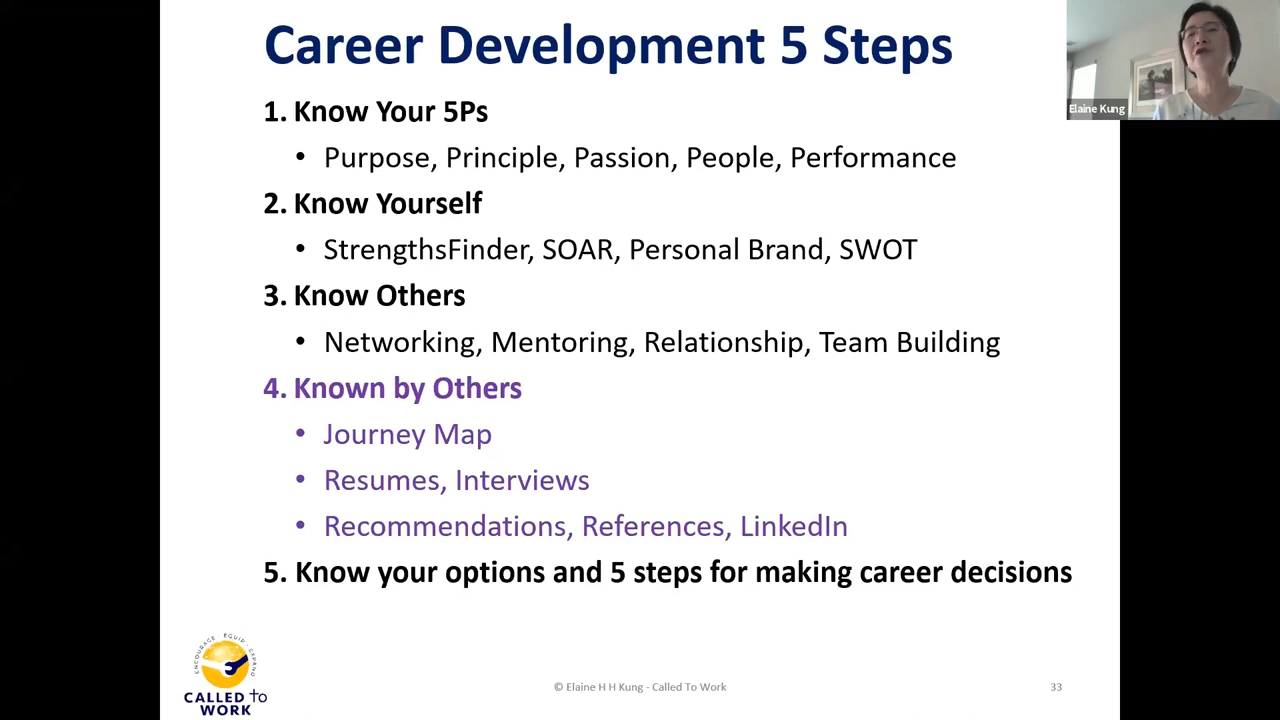 Career Development 5 Steps
Elaine Kung
1. Know Your 5Ps
• Purpose, Principle, Passion, People, Performance
2. Know Yourself
• StrengthsFinder, SOAR, Personal Brand, SWOT
3. Know Others
• Networking, Mentoring, Relationship, Team Building
4. Known by Others
• Journey Map
• Resumes, Interviews
• Recommendations, References, LinkedIn
5. Know your options and 5 steps for making career decisions
ENCOURAGE · EQUIP · EXPAND
CALLED to
WORK
© Elaine H H Kung - Called To Work
33